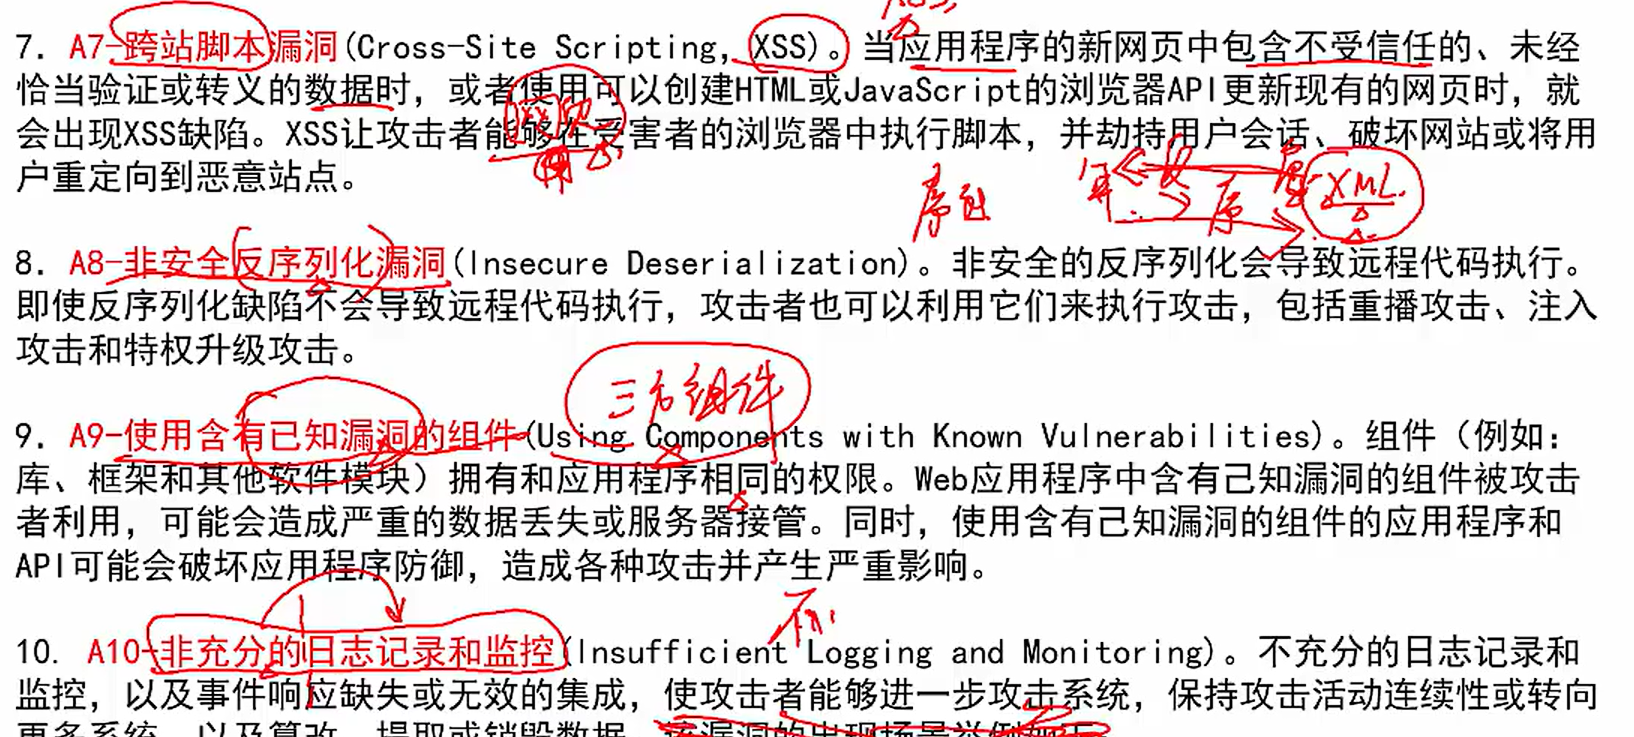 7. A7-跨站脚本漏洞(Cross-Site Scripting, XSS)。当应用程序的新网页中包含不受信任的、未经
恰当验证或转义的数据时，或者使用可以创建HTML或JavaScript的浏览器API更新现有的网页时，就
会出现XSS缺陷。XSS让攻击者能够在受害者的浏览器中执行脚本，并劫持用户会话、破坏网站或将用
户重定向到恶意站点。
XML
8. A8-非安全反序列化漏洞(Insecure Deserialization)。非安全的反序列化会导致远程代码执行。
即使反序列化缺陷不会导致远程代码执行，攻击者也可以利用它们来执行攻击，包括重播攻击、注入
攻击和特权升级攻击。
三方组件
9. A9-使用含有已知漏洞的组件(Using Components with Known Vulnerabilities)。组件（例如：
库、框架和其他软件模块）拥有和应用程序相同的权限。Web应用程序中含有己知漏洞的组件被攻击
者利用，可能会造成严重的数据丢失或服务器接管。同时，使用含有己知漏洞的组件的应用程序和
API可能会破坏应用程序防御，造成各种攻击并产生严重影响。
10. A10-非充分的日志记录和监控(Insufficient Logging and Monitoring)。不充分的日志记录和
监控，以及事件响应缺失或无效的集成，使攻击者能够进一步攻击系统，保持攻击活动连续性或转向
更多系统，以及篡改、提取或销毁数据。